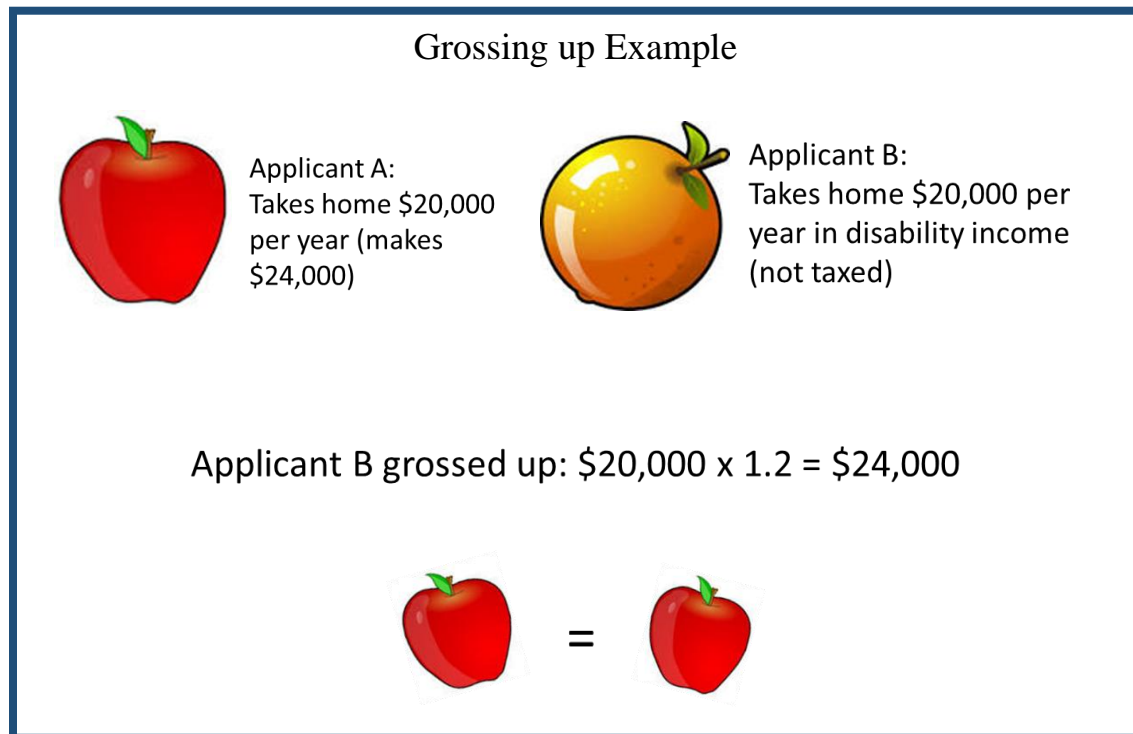 Grossing up Example
Applicant A:
Takes home $20,000
per year (makes
$24,000)
Applicant B:
Takes home $20,000 per
year in disability income
(not taxed)
Applicant B grossed up: $20,000 x 1.2 = $24,000
=